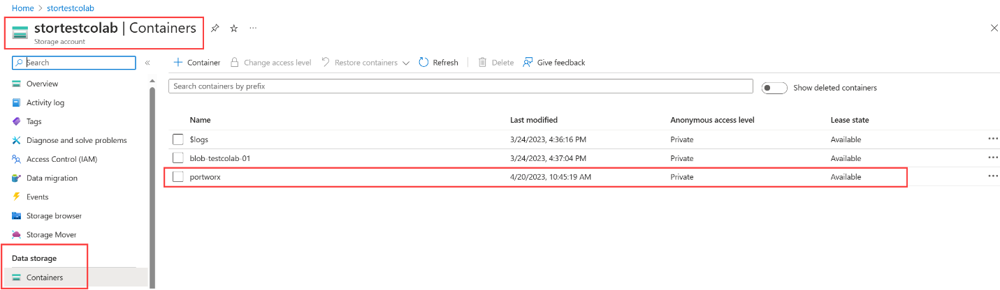 Home > stortestcolab
stortestcolab | Containers
Storage account
Search
Container Change access level Restore containers Refresh Delete Give feedback
Overview
Activity log
Tags
Diagnose and solve problems
Access Control (IAM)
Data migration
Events
Storage browser
Storage Mover
Data storage
Containers
Search containers by prefix
Show deleted containers
Name Last modified Anonymous access level Lease state
$logs 3/24/2023, 4:36:16 PM Private Available
blob-testcolab-01 3/24/2023, 4:37:04 PM Private Available
portworx 4/20/2023, 10:45:19 AM Private Available